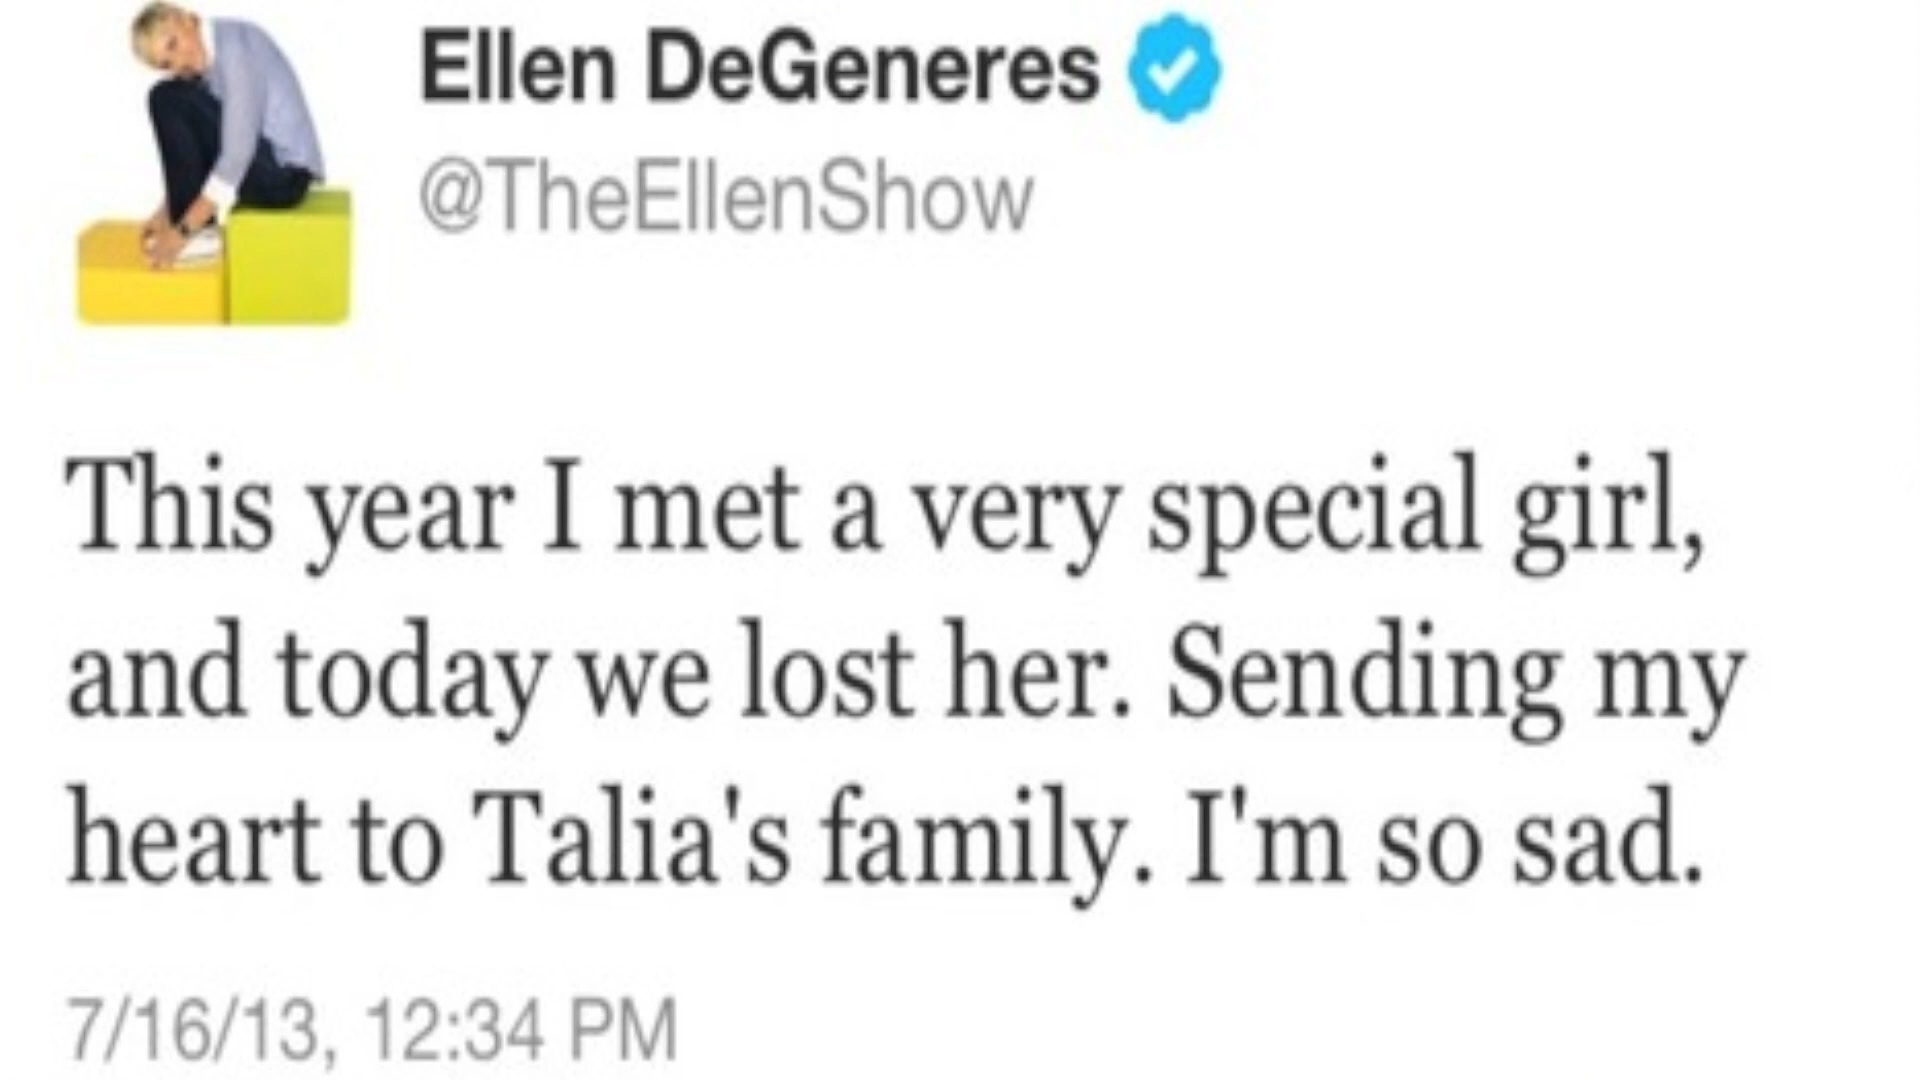 Ellen DeGeneres
@TheEllenShow
This year I met a very special girl,
and today we lost her. Sending my
heart to Talia's family. I'm so sad.
7/16/13, 12:34 PM